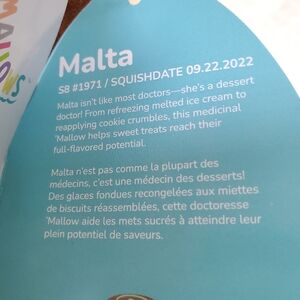 MALLOWS
Malta
S8 #1971 / SQUISHDATE 09.22.2022
Malta isn't like most doctors—she's a dessert
doctor! From refreezing melted ice cream to
reapplying cookie crumbles, this medicinal
'Mallow helps sweet treats reach their
full-flavored potential.
Malta n'est pas comme la plupart des
médecins, c'est une médecin des desserts!
Des glaces fondues recongelées aux miettes
de biscuits réassemblées, cette doctoresse
'Mallow aide les mets sucrés à atteindre leur
plein potentiel de saveurs.